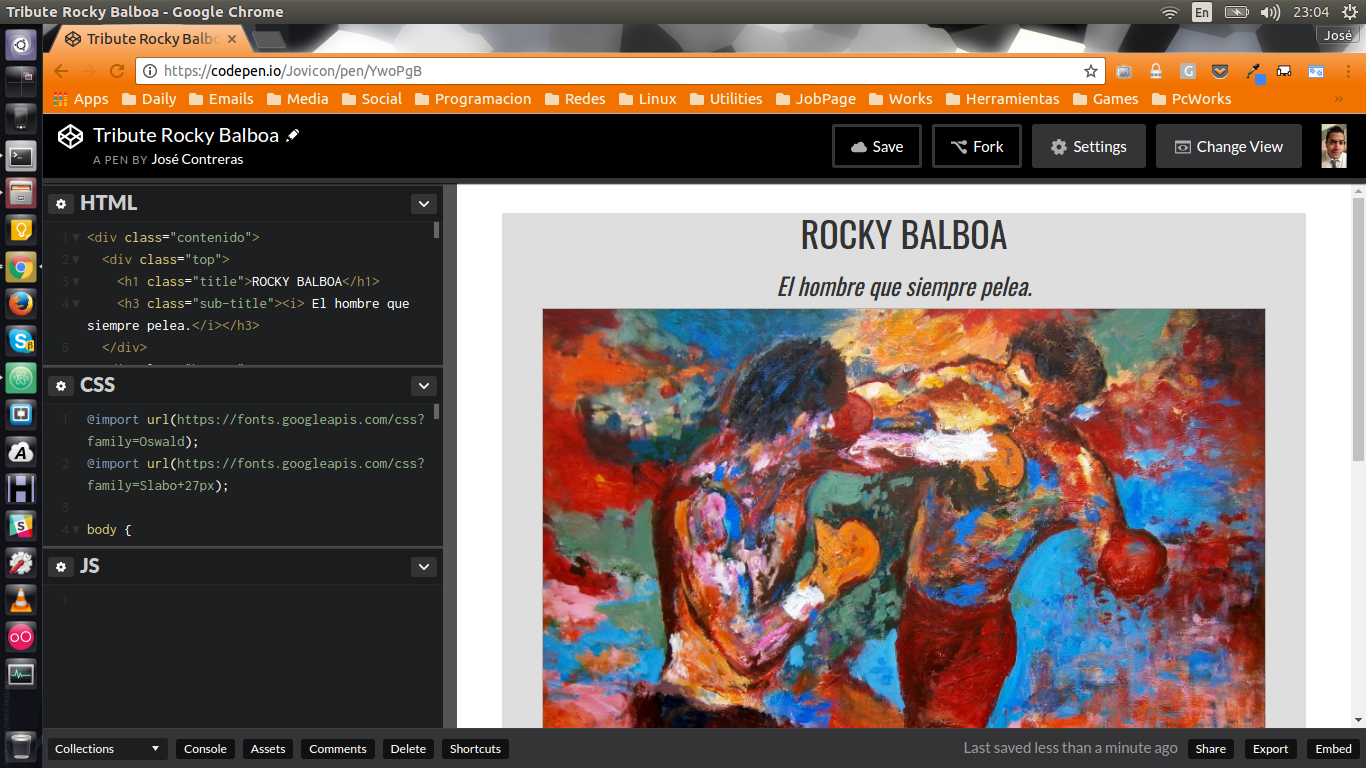 Tribute Rocky Balboa - Google Chrome
En
23:04
Tribute Rocky Balbo
José
https://codepen.io/Jovicon/pen/YwoPgB
Apps Daily Emails Media Social Programacion Redes Linux Utilities JobPage Works Herramientas Games PcWorks »
Tribute Rocky Balboa
A PEN BY José Contreras
Save Fork Settings Change View
HTML
1 <div class="contenido">
2 <div class="top">
3 <h1 class="title">ROCKY BALBOA</h1>
4 <h3 class="sub-title"><i> El hombre que
siempre pelea.</i></h3>
5 </div>
CSS
1 @import url(https://fonts.googleapis.com/css?
family=Oswald);
2 @import url(https://fonts.googleapis.com/css?
family=Slabo+27px);
3
4 body {
JS
1
ROCKY BALBOA
El hombre que siempre pelea.
Collections Console Assets Comments Delete Shortcuts
Last saved less than a minute ago Share Export Embed